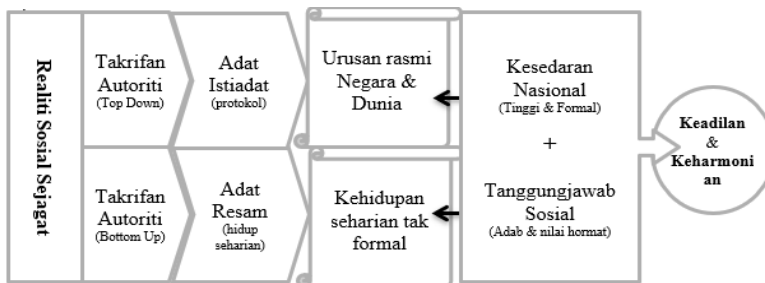 Realiti Sosial Sejagat
Takrifan
Autoriti
(Top Down)
Adat
Istiadat
(protokol)
Urusan rasmi
Negara &
Dunia
Takrifan
Autoriti
(Bottom Up)
Adat
Resam
(hidup
seharian)
Kehidupan
seharian tak
formal
Kesedaran
Nasional
(Tinggi & Formal)
+
Tanggungjawab
Sosial
(Adab & nilai hormat)
Keadilan
&
Keharmoni
an